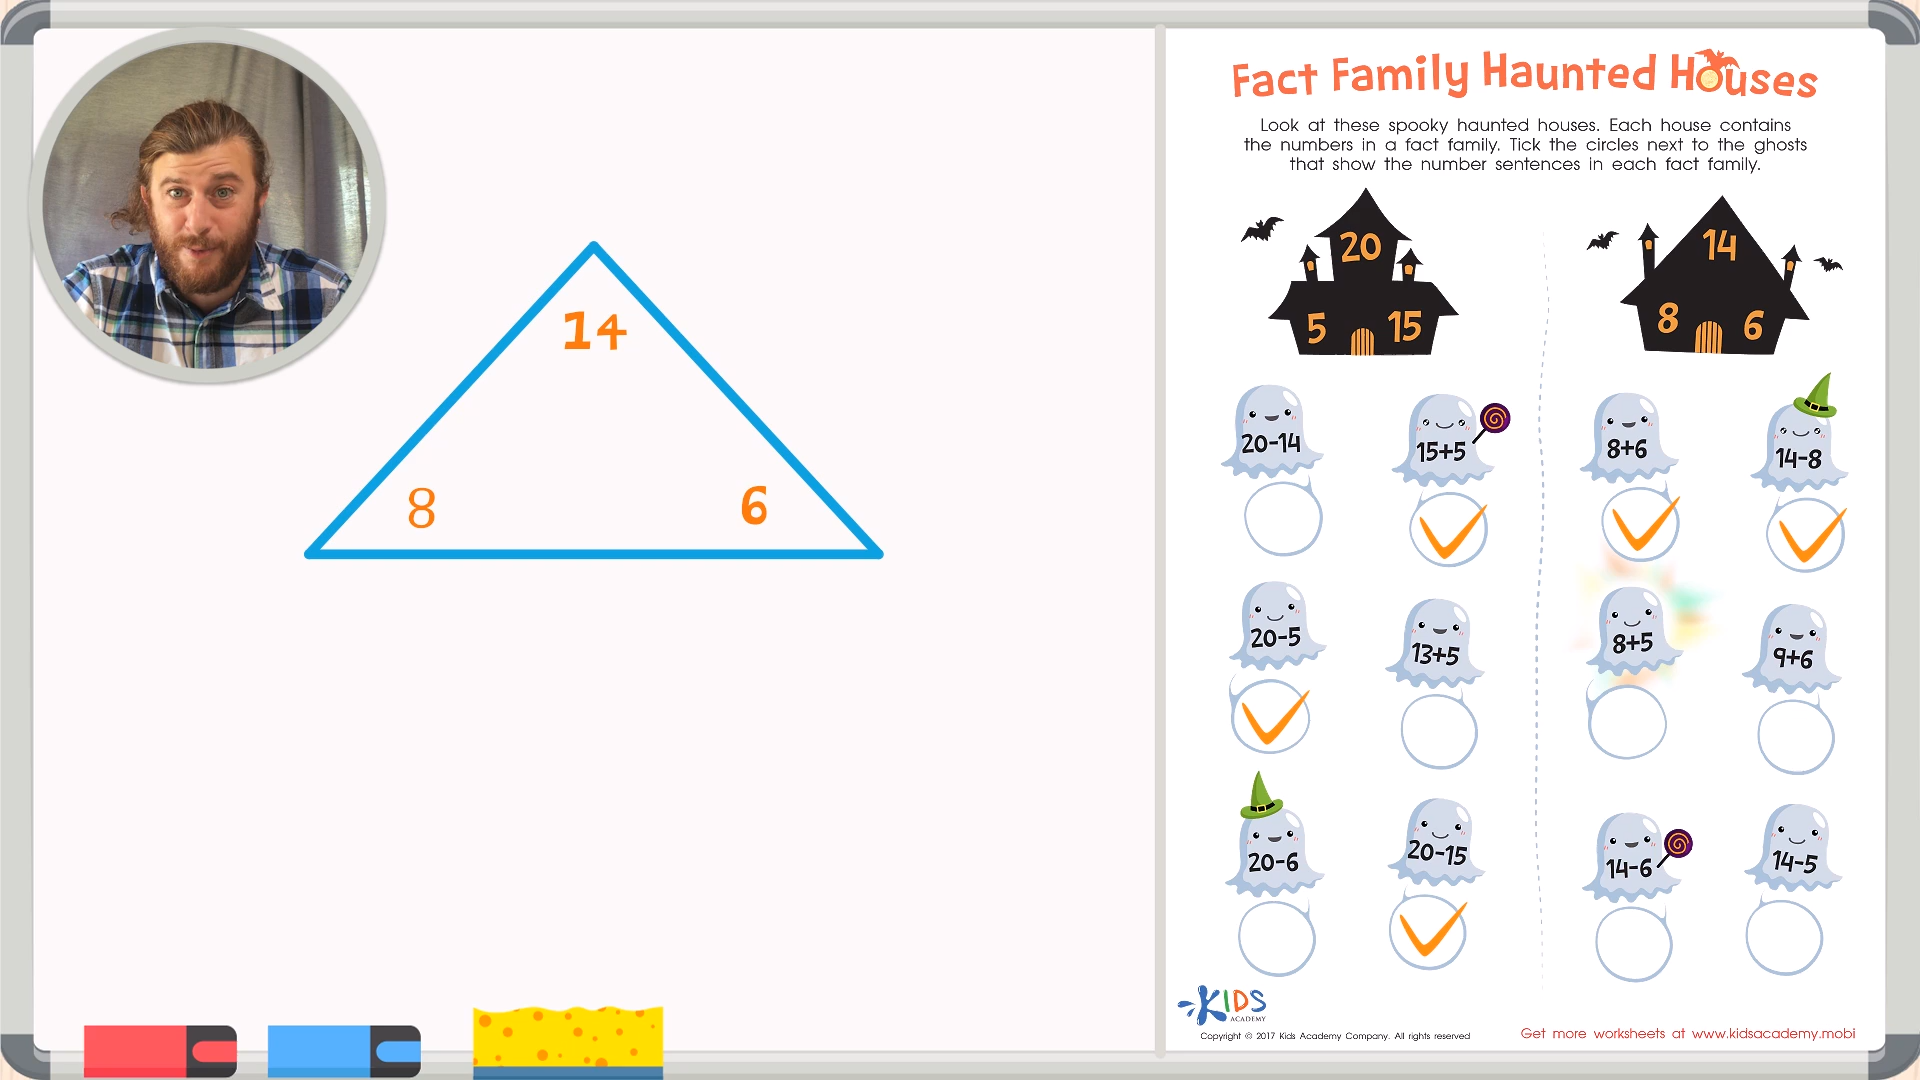 14
8 6
Fact Family Haunted Houses
Look at these spooky haunted houses. Each house contains
the numbers in a fact family. Tick the circles next to the ghosts
that show the number sentences in each fact family.
20
5 15
14
8 6
20-14
15+5
20-5
13+5
20-6
20-15
8+6
14-8
8+5
9+6
14-6
14-5
KIDS
ACADEMY
Copyright © 2017 Kids Academy Company. All rights reserved
Get more worksheets at www.kidsacademy.mobi